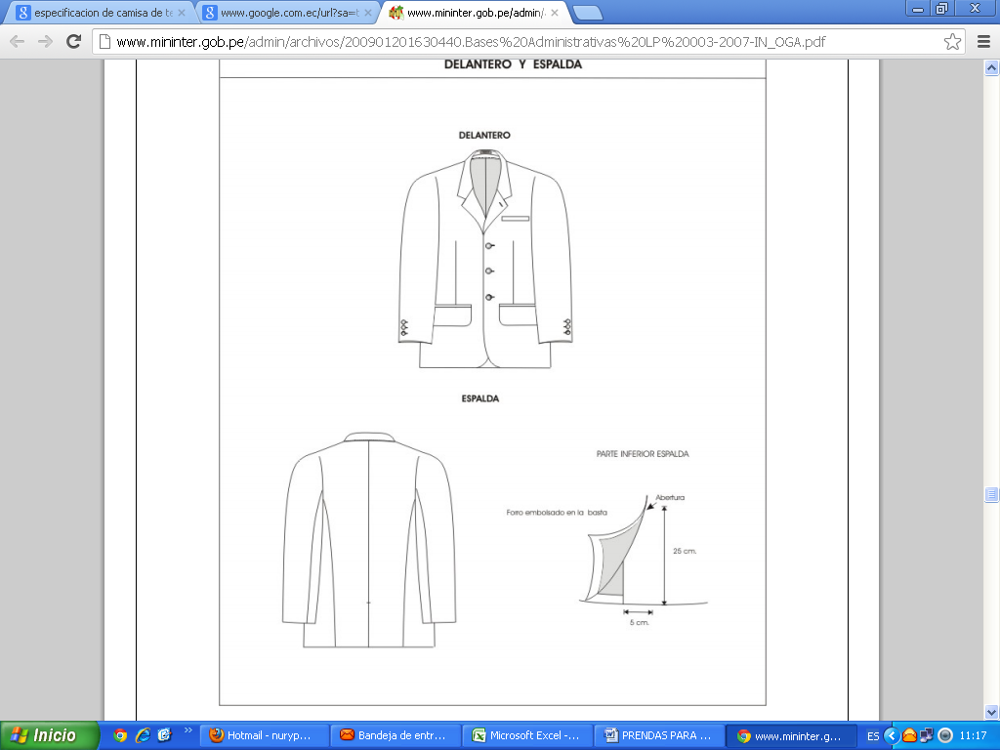 especificacion de camisa de te
www.google.com.ec/url?sa=t
www.mininter.gob.pe/admin/
www.mininter.gob.pe/admin/archivos/200901201630440.Bases%20Administrativas%20LP%20003-2007-IN_OGA.pdf
DELANTERO Y ESPALDA
DELANTERO
ESPALDA
PARTE INFERIOR ESPALDA
Abertura
Forro embolsado en la basta
25 cm.
5 cm.
Inicio
Hotmail - nuryp...
Bandeja de entr...
Microsoft Excel -...
PRENDAS PARA ...
www.mininter.g...
ES
11:17